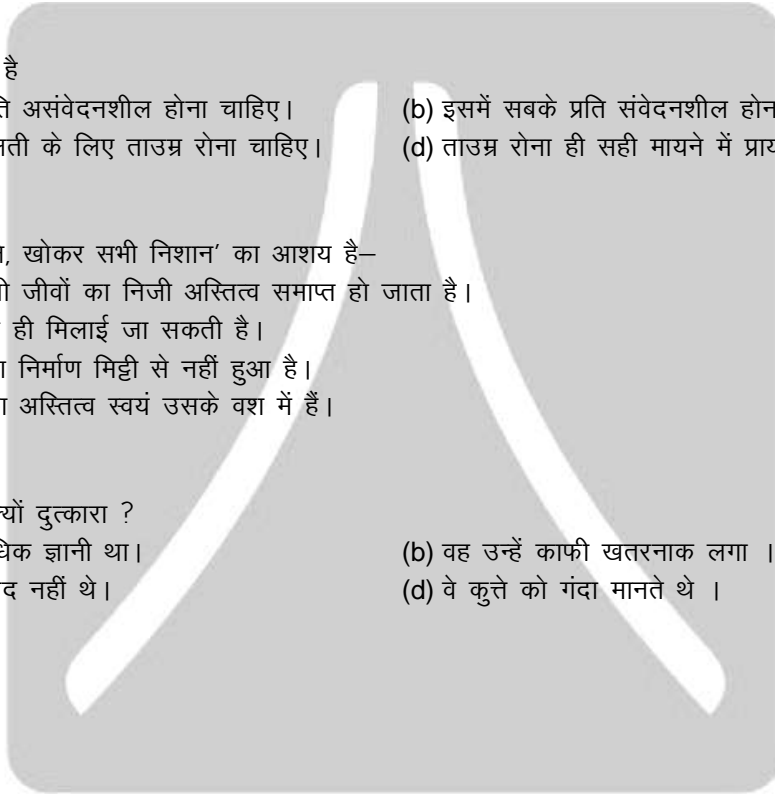 है
ति असंवेदनशील होना चाहिए। (b) इसमें सबके प्रति संवेदनशील होन
लती के लिए ताउम्र रोना चाहिए। (d) ताउम्र रोना ही सही मायने में प्राय
खोकर सभी निशान’ का आशय है–
जीवों का निजी अस्तित्व समाप्त हो जाता है।
ही मिलाई जा सकती है।
निर्माण मिट्टी से नहीं हुआ है।
अस्तित्व स्वयं उसके वश में हैं।
यों दुत्कारा ?
धिक ज्ञानी था। (b) वह उन्हें काफी खतरनाक लगा ।
द नहीं थे। (d) वे कुत्ते को गंदा मानते थे ।